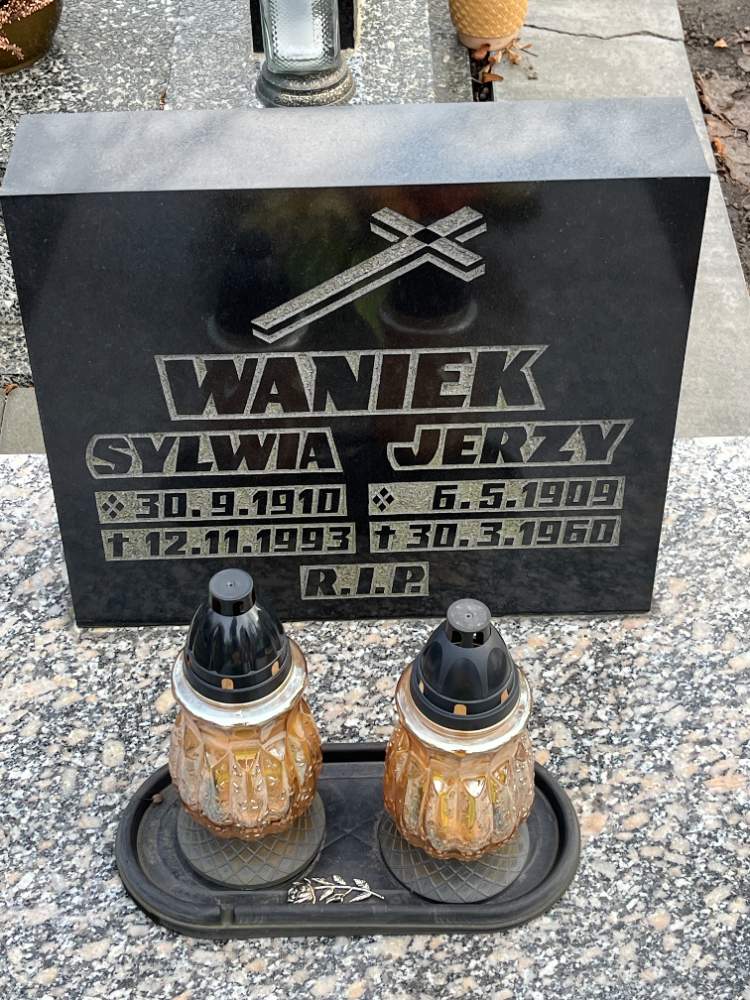 WANIEK
SYLWIA JERZY
30.9.1910 6.5.1909
✝ 12.11.1993 ✝ 30.3.1960
R.I.P.